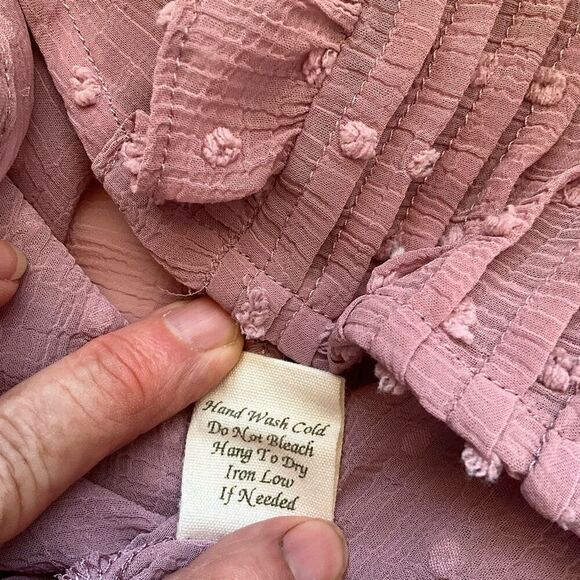 Hand Wash Cold
Do Not Bleach
Hang To Dry
Iron Low
If Needed